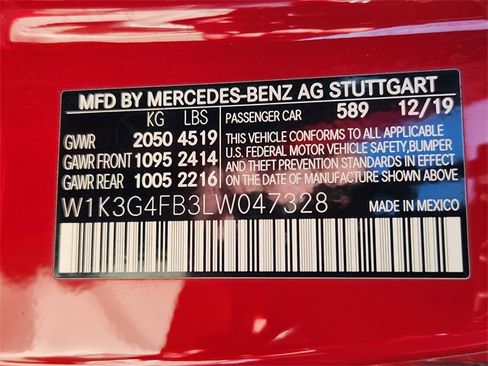 MFD BY MERCEDES-BENZ AG STUTTGART
KG LBS PASSENGER CAR 589 12/19
GVWR 2050 4519
GAWR FRONT 1095 2414
GAWR REAR 1005 2216
THIS VEHICLE CONFORMS TO ALL APPLICABLE
U.S. FEDERAL MOTOR VEHICLE SAFETY,BUMPER
AND THEFT PREVENTION STANDARDS IN EFFECT
ON THE DATE OF MANUFACTURE SHOWN ABOVE
W1K3G4FB3LW047328 MADE IN MEXICO